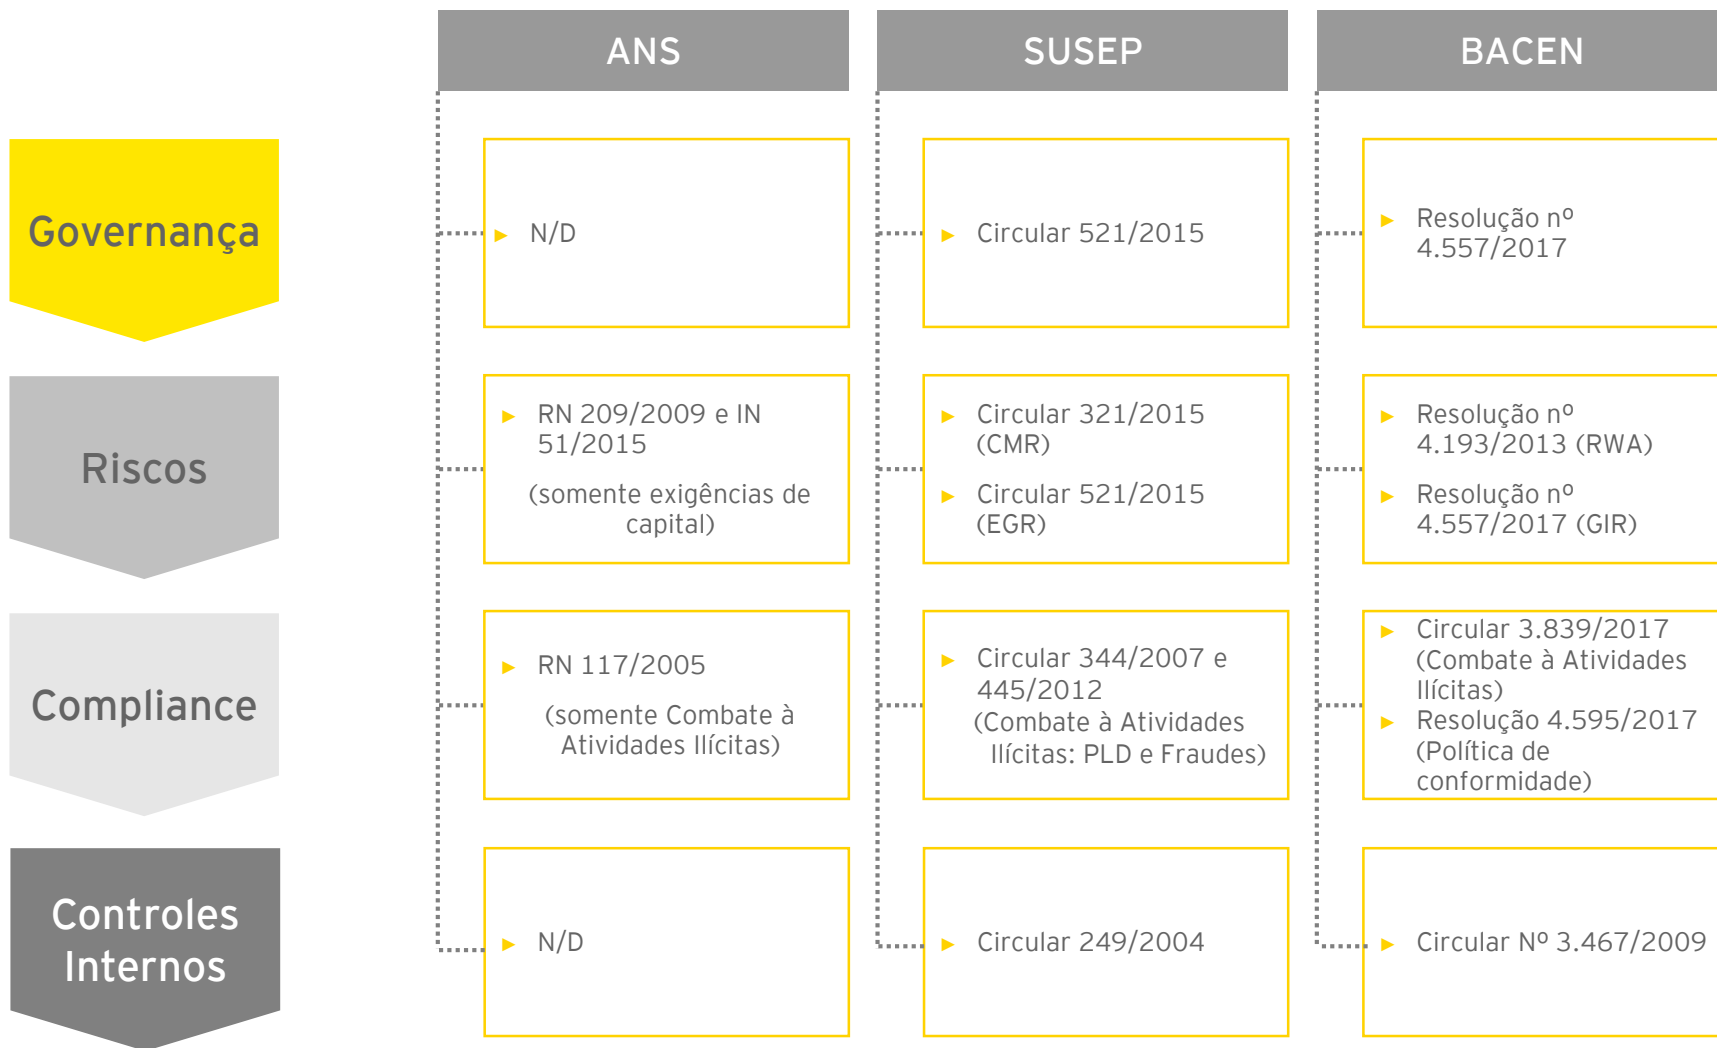 ANS
SUSEP
BACEN
Governança
► N/D
► Circular 521/2015
► Resolução nº
4.557/2017
Riscos
► RN 209/2009 e IN
51/2015
(somente exigências de
capital)
► Circular 321/2015
(CMR)
► Circular 521/2015
(EGR)
► Resolução nº
4.193/2013 (RWA)
► Resolução nº
4.557/2017 (GIR)
Compliance
► RN 117/2005
(somente Combate à
Atividades Ilícitas)
► Circular 344/2007 e
445/2012
(Combate à Atividades
Ilícitas: PLD e Fraudes)
► Circular 3.839/2017
(Combate à Atividades
Ilícitas)
► Resolução 4.595/2017
(Política de
conformidade)
Controles
Internos
► N/D
► Circular 249/2004
► Circular Nº 3.467/2009